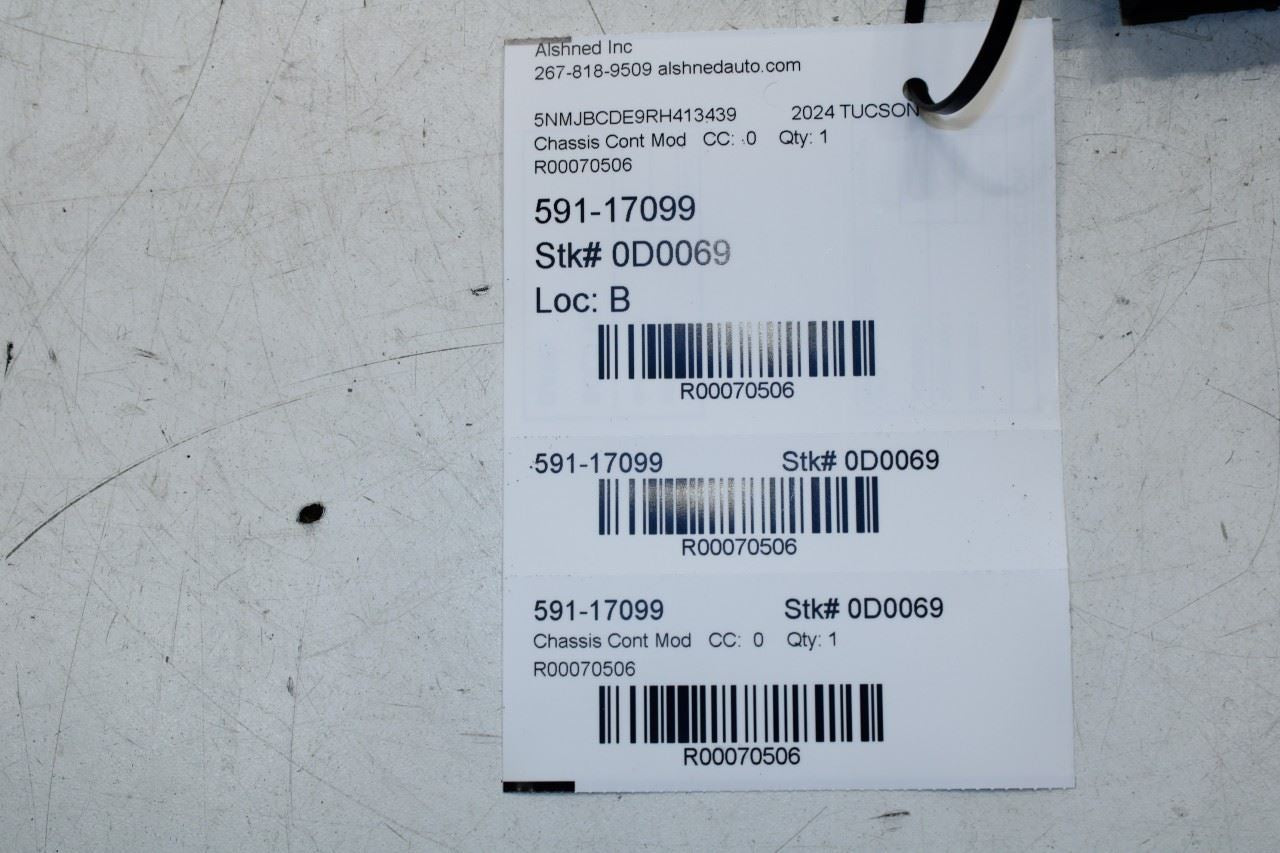 Alshned Inc
267-818-9509 alshnedauto.com
5NMJBCDE9RH413439 2024 TUCSON
Chassis Cont Mod CC: 0 Qty: 1
R00070506
591-17099
Stk# 0D0069
Loc: B
R00070506
591-17099 Stk# 0D0069
R00070506
591-17099 Stk# 0D0069
Chassis Cont Mod CC: 0 Qty: 1
R00070506
R00070506